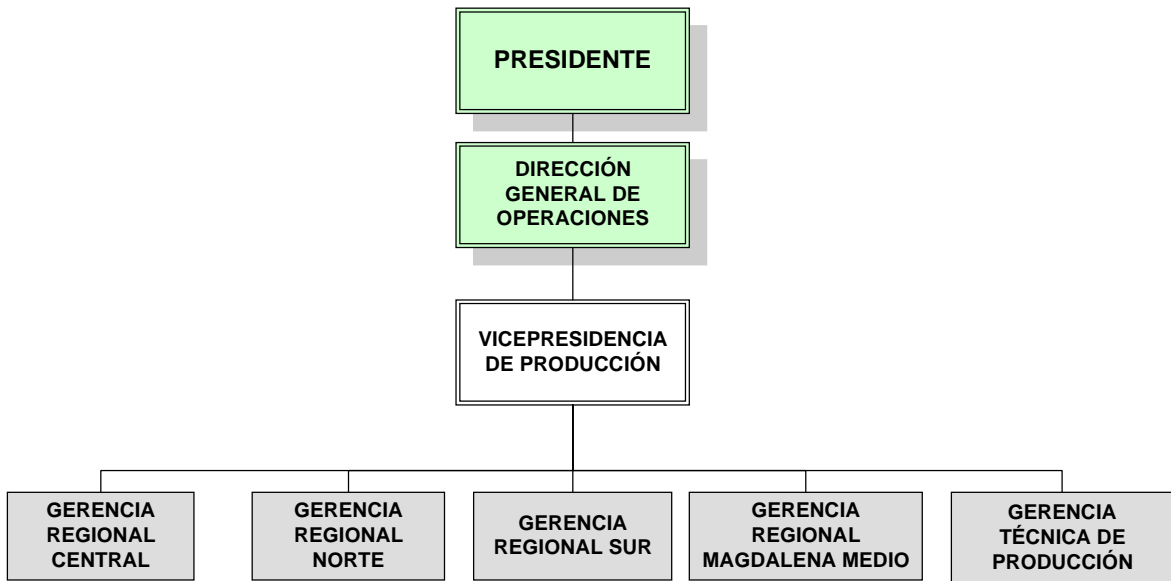 PRESIDENTE
DIRECCIÓN
GENERAL DE
OPERACIONES
VICEPRESIDENCIA
DE PRODUCCIÓN
GERENCIA
REGIONAL
CENTRAL
GERENCIA
REGIONAL
NORTE
GERENCIA
REGIONAL SUR
GERENCIA
REGIONAL
MAGDALENA MEDIO
GERENCIA
TÉCNICA DE
PRODUCCIÓN